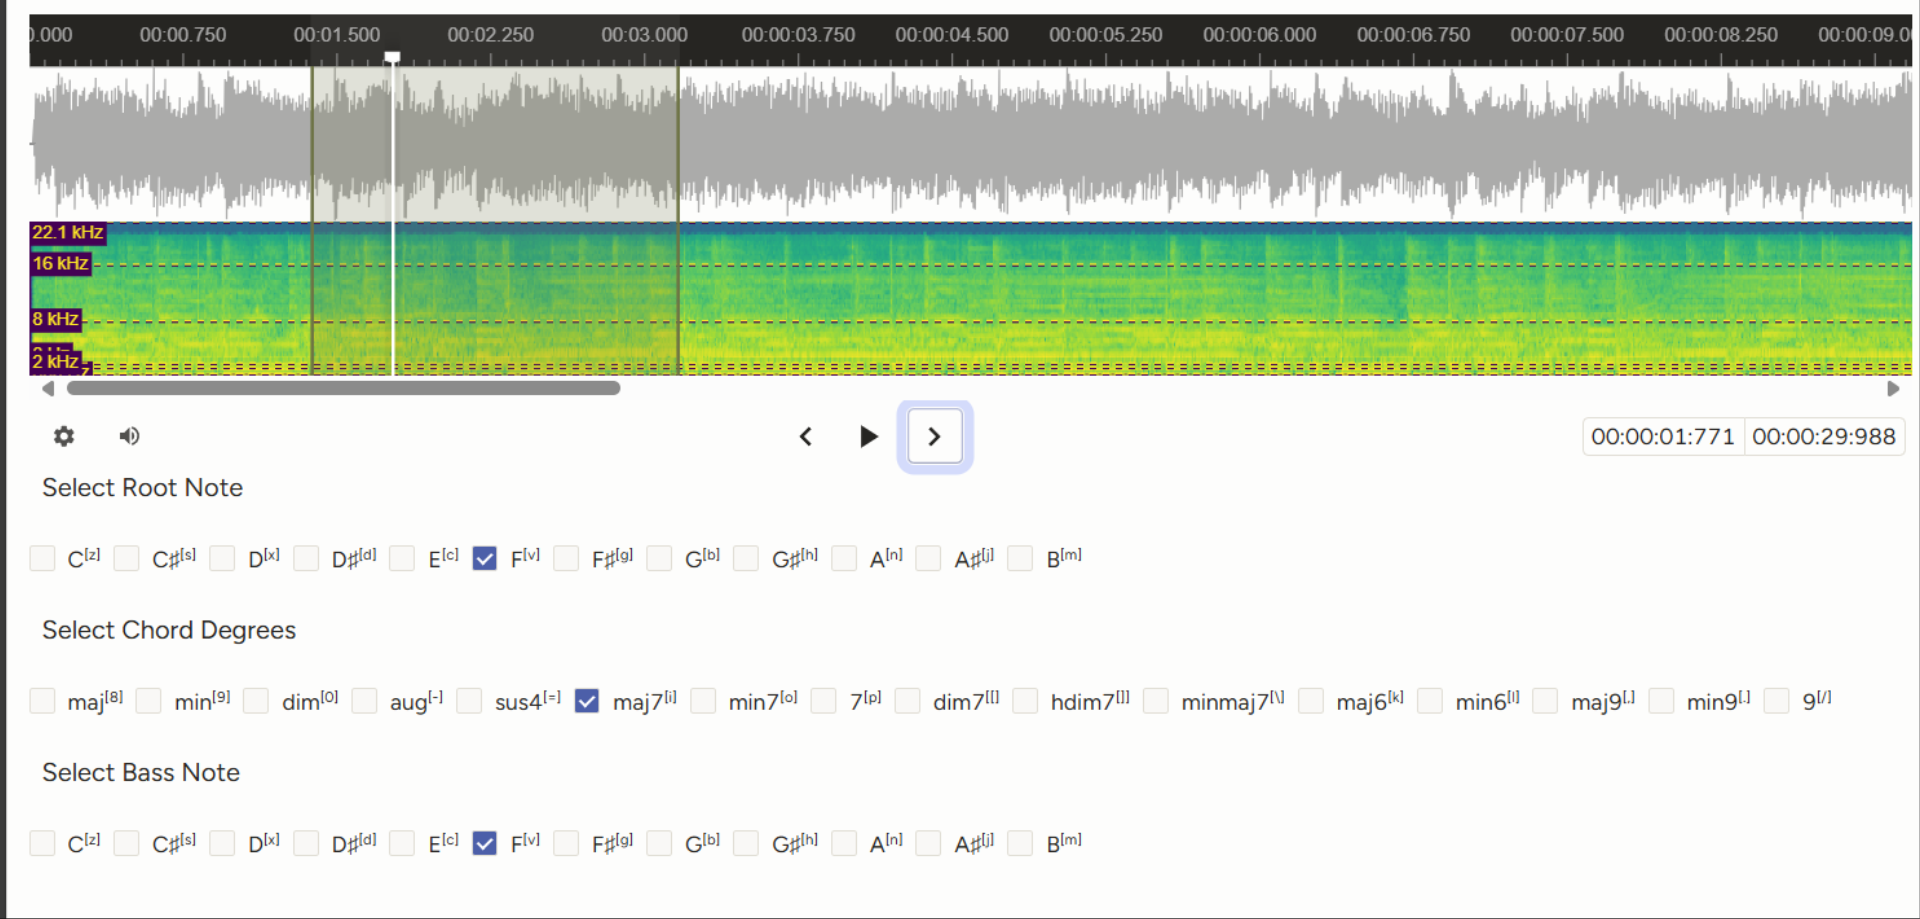 0.000 00:00.750 00:01.500 00:02.250 00:03.000 00:00:03.750 00:00:04.500 00:00:05.250 00:00:06.000 00:00:06.750 00:00:07.500 00:00:08.250 00:00:09.0
22.1 kHz
16 kHz
8 kHz
2 kHz
00:00:01:771 00:00:29:988
Select Root Note
C[z] C♯[s] D[x] D♯[d] E[c] F[v] F♯[g] G[b] G♯[h] A[n] A♯[j] B[m]
Select Chord Degrees
maj[8] min[9] dim[0] aug[-] sus4[=] maj7[i] min7[o] 7[p] dim7[[] hdim7[]] minmaj7[\] maj6[k] min6[l] maj9[,] min9[.] 9[/]
Select Bass Note
C[z] C♯[s] D[x] D♯[d] E[c] F[v] F♯[g] G[b] G♯[h] A[n] A♯[j] B[m]